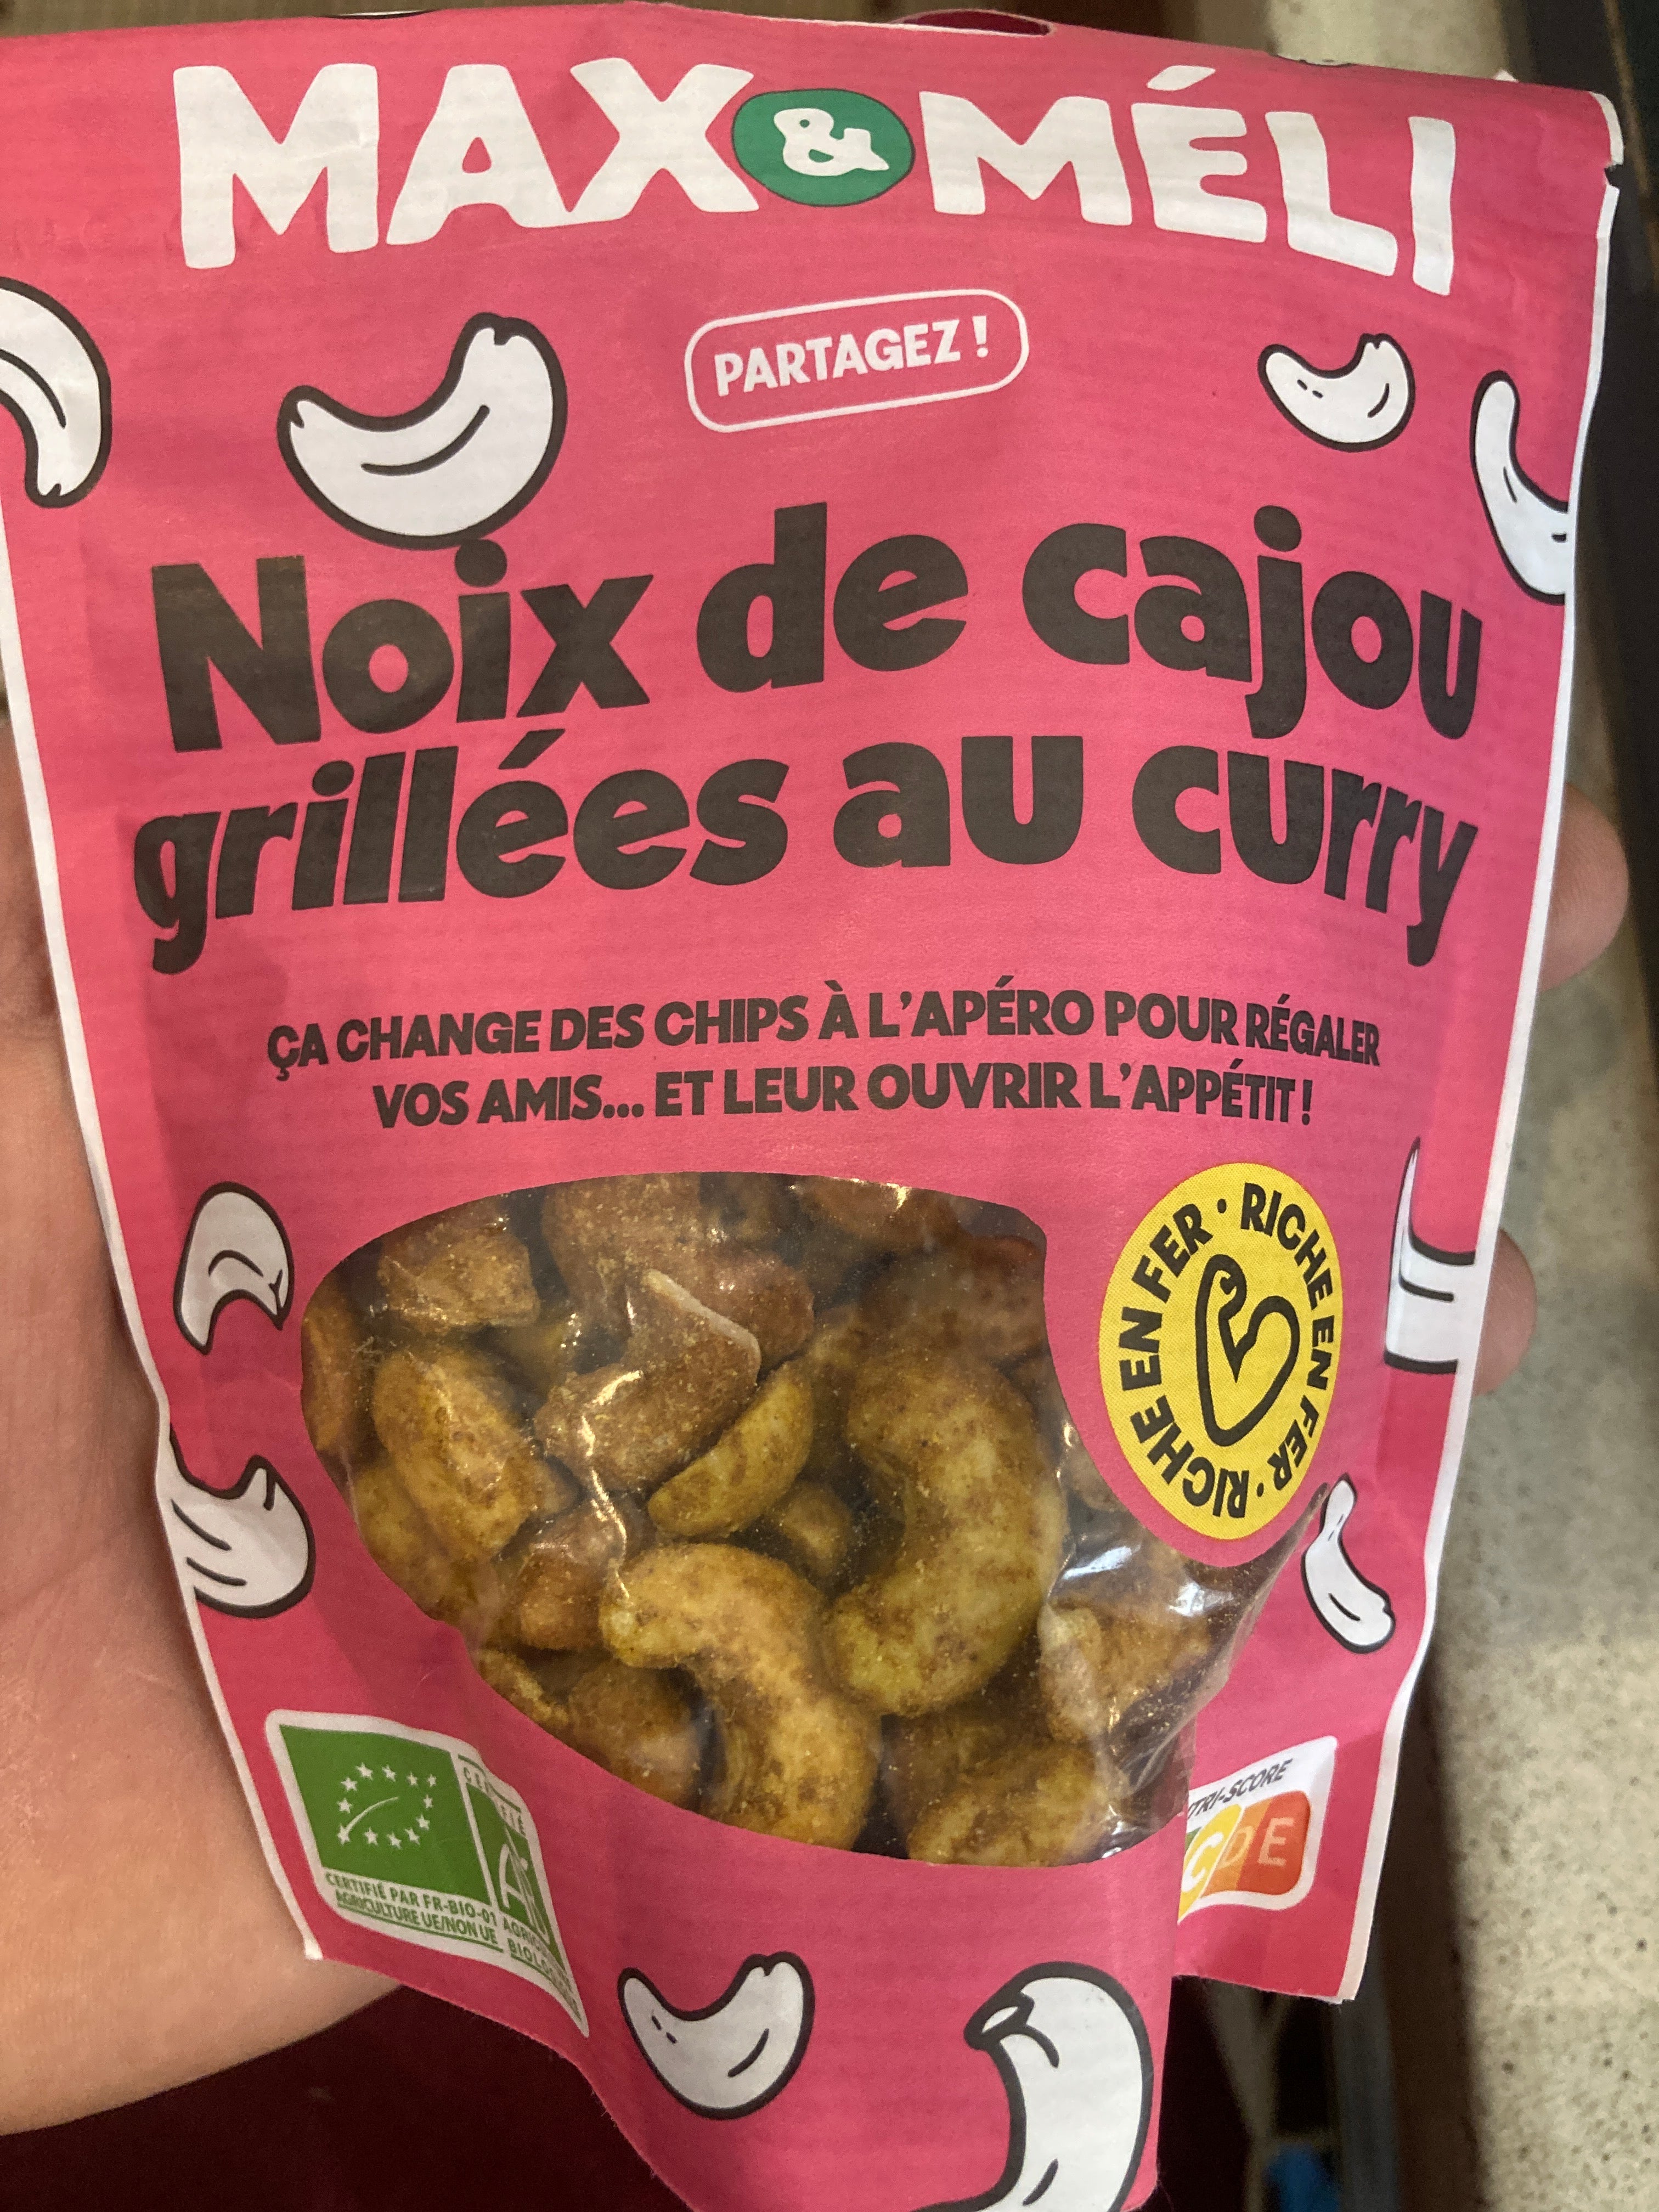 MAX & MÉLI
PARTAGEZ !
Noix de cajou
grillées au curry
ÇA CHANGE DES CHIPS À L'APÉRO POUR RÉGALER
VOS AMIS... ET LEUR OUVRIR L'APPÉTIT !
RICHE EN FER · RICHE EN FER · RICHE EN FER ·
CERTIFIÉ PAR FR-BIO-01
AGRICULTURE UE/NON UE
AB
C D E